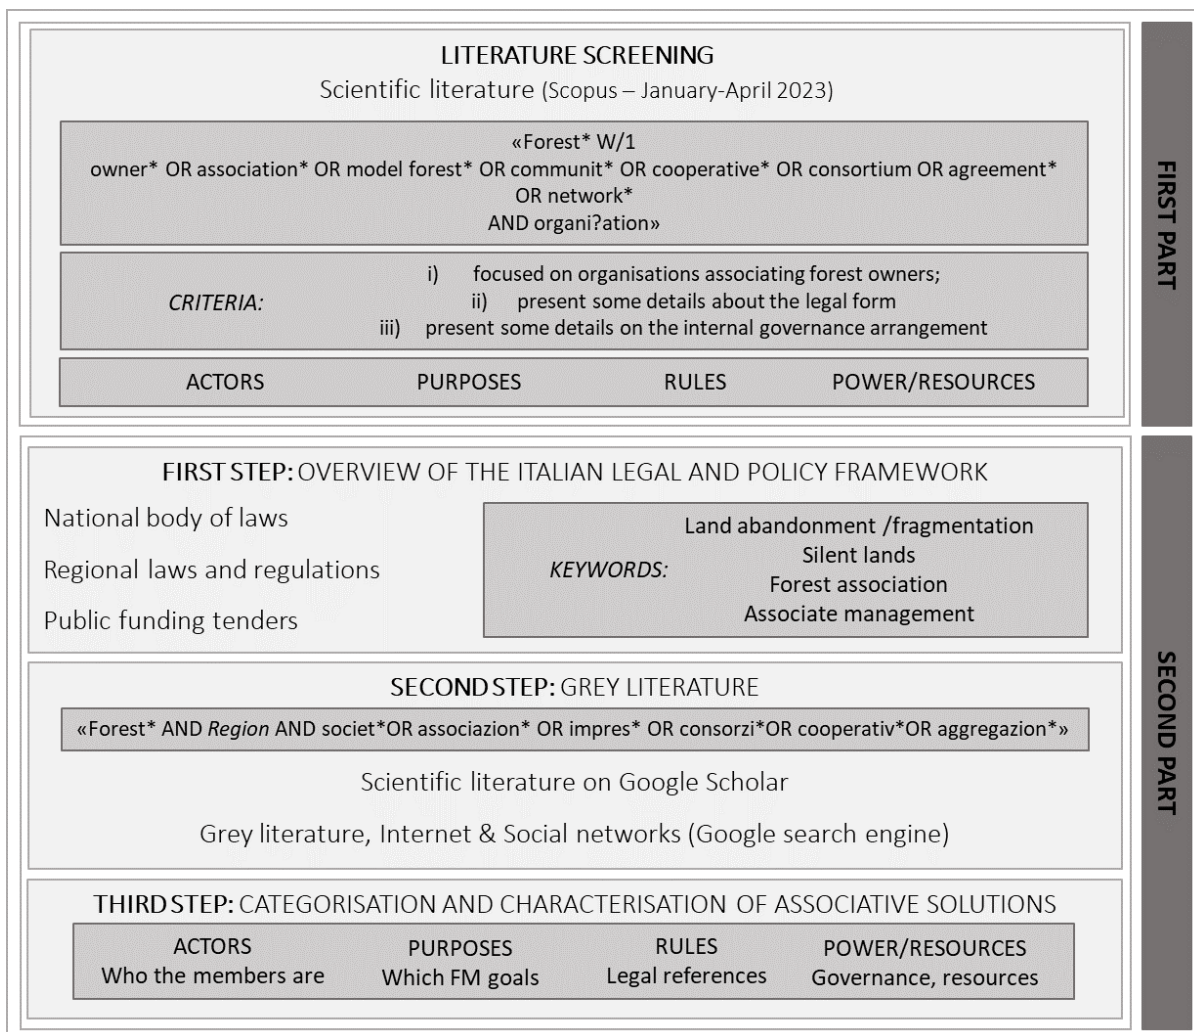 LITERATURE SCREENING
Scientific literature (Scopus – January-April 2023)
«Forest* W/1
owner* OR association* OR model forest* OR communit* OR cooperative* OR consortium OR agreement*
OR network*
AND organi?ation»
CRITERIA:
i) focused on organisations associating forest owners;
ii) present some details about the legal form
iii) present some details on the internal governance arrangement
ACTORS PURPOSES RULES POWER/RESOURCES
FIRST PART
FIRST STEP: OVERVIEW OF THE ITALIAN LEGAL AND POLICY FRAMEWORK
National body of laws
Regional laws and regulations
Public funding tenders
KEYWORDS:
Land abandonment /fragmentation
Silent lands
Forest association
Associate management
SECOND STEP: GREY LITERATURE
«Forest* AND Region AND societ*OR associazion* OR impres* OR consorzi*OR cooperativ*OR aggregazion*»
Scientific literature on Google Scholar
Grey literature, Internet & Social networks (Google search engine)
THIRD STEP: CATEGORISATION AND CHARACTERISATION OF ASSOCIATIVE SOLUTIONS
ACTORS PURPOSES RULES POWER/RESOURCES
Who the members are Which FM goals Legal references Governance, resources
SECOND PART